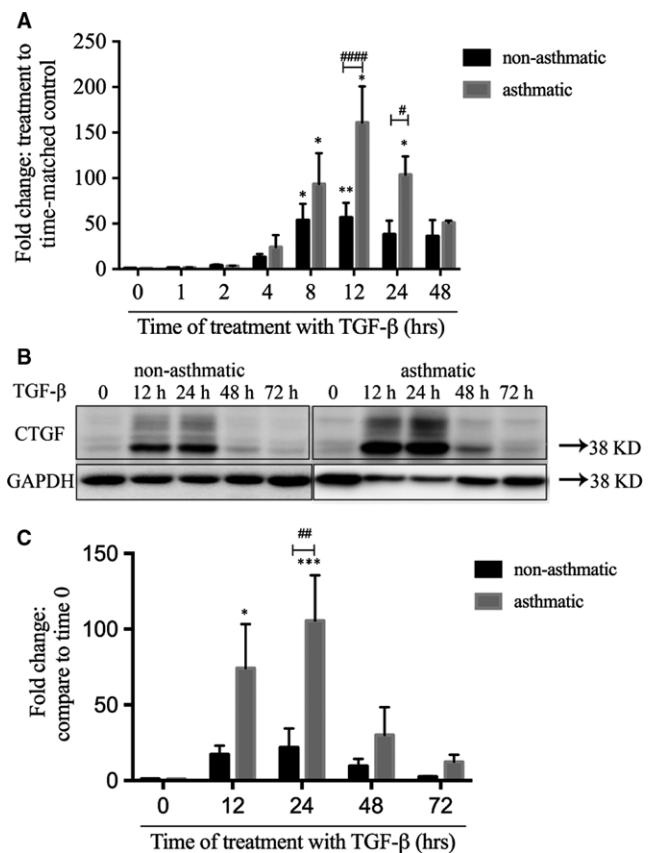 A
Fold change: treatment to
time-matched control
250
200
150
100
50
0
####
*
#
*
*
*
**
non-asthmatic
asthmatic
0 1 2 4 8 12 24 48
Time of treatment with TGF-β (hrs)
B
non-asthmatic asthmatic
TGF-β 0 12 h 24 h 48 h 72 h 0 12 h 24 h 48 h 72 h
CTGF →38 KD
GAPDH →38 KD
C
Fold change:
compare to time 0
150
100
50
0
##
***
*
non-asthmatic
asthmatic
0 12 24 48 72
Time of treatment with TGF-β (hrs)